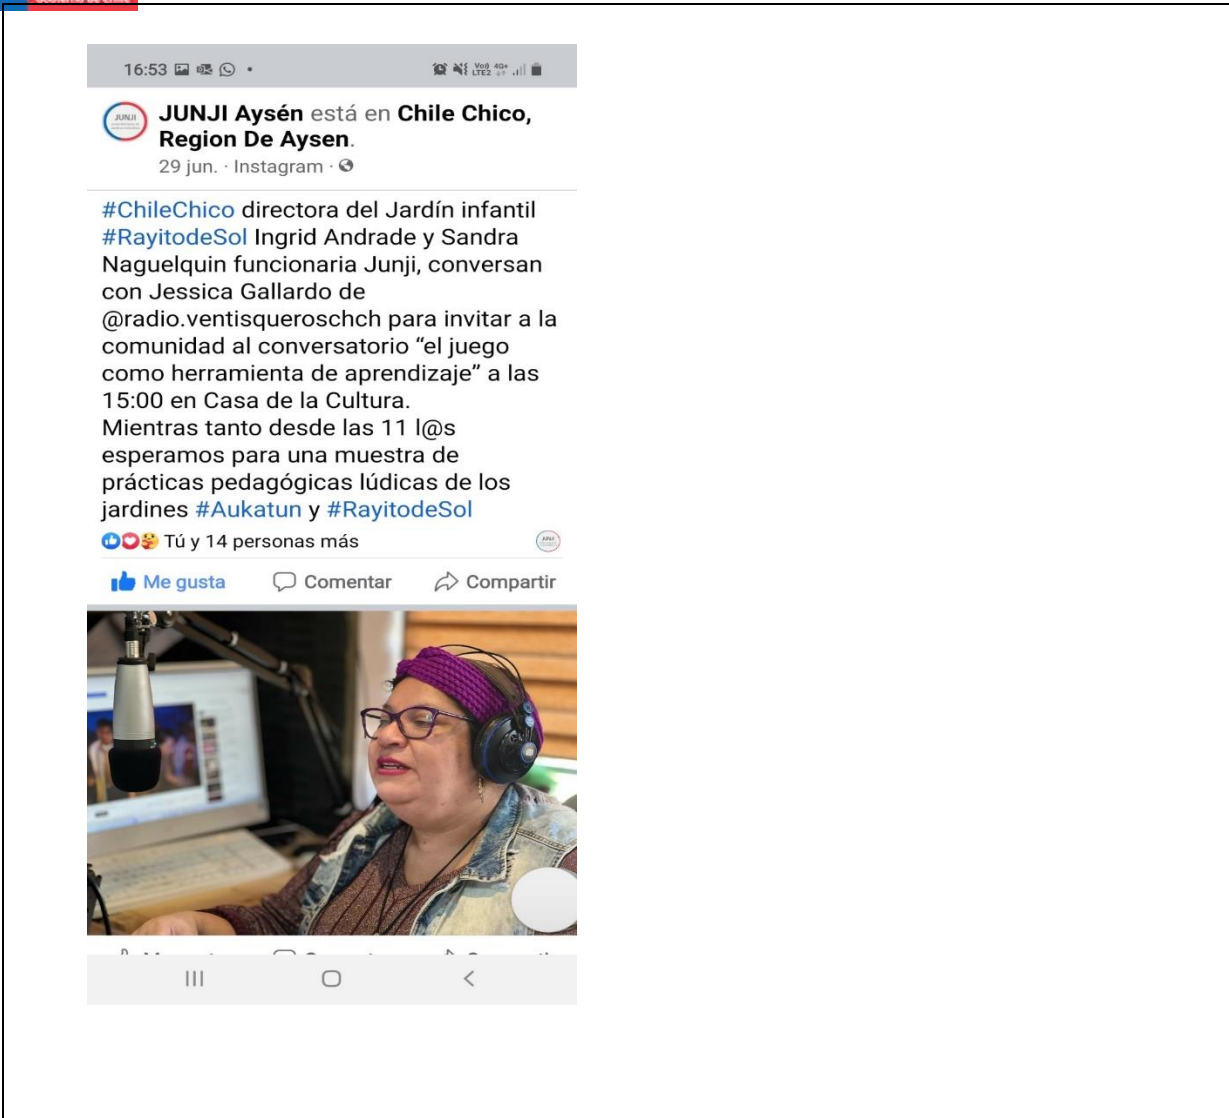 16:53
JUNJI Aysén está en Chile Chico,
Region De Aysen.
29 jun. · Instagram ·
#ChileChico directora del Jardín infantil
#RayitodeSol Ingrid Andrade y Sandra
Naguelquin funcionaria Junji, conversan
con Jessica Gallardo de
@radio.ventisqueroschch para invitar a la
comunidad al conversatorio “el juego
como herramienta de aprendizaje” a las
15:00 en Casa de la Cultura.
Mientras tanto desde las 11 l@s
esperamos para una muestra de
prácticas pedagógicas lúdicas de los
jardines #Aukatun y #RayitodeSol
Tú y 14 personas más
Me gusta Comentar Compartir